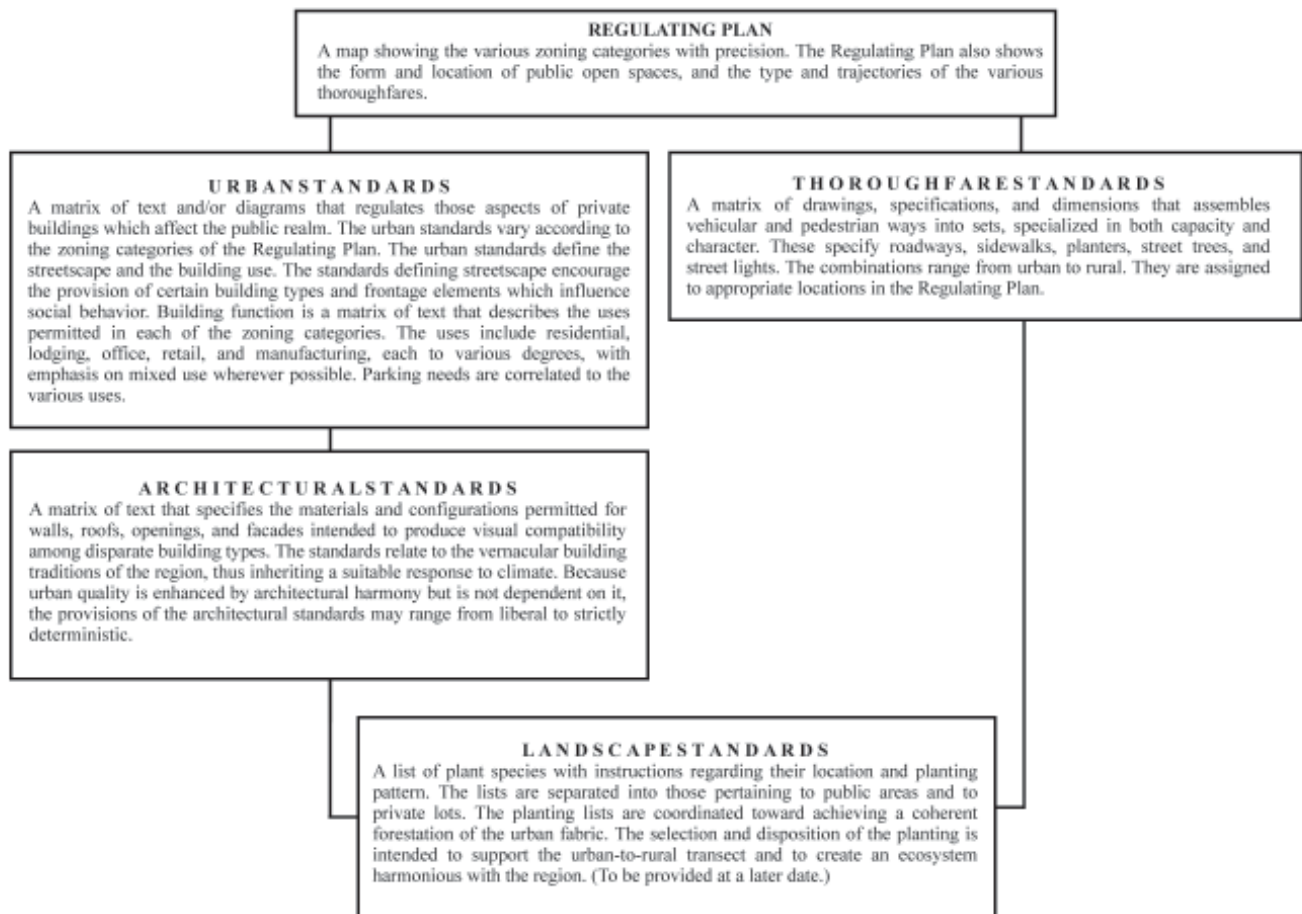 REGULATING PLAN
A map showing the various zoning categories with precision. The Regulating Plan also shows
the form and location of public open spaces, and the type and trajectories of the various
thoroughfares.
U R B A N S T A N D A R D S
A matrix of text and/or diagrams that regulates those aspects of private
buildings which affect the public realm. The urban standards vary according to
the zoning categories of the Regulating Plan. The urban standards define the
streetscape and the building use. The standards defining streetscape encourage
the provision of certain building types and frontage elements which influence
social behavior. Building function is a matrix of text that describes the uses
permitted in each of the zoning categories. The uses include residential,
lodging, office, retail, and manufacturing, each to various degrees, with
emphasis on mixed use wherever possible. Parking needs are correlated to the
various uses.
T H O R O U G H F A R E S T A N D A R D S
A matrix of drawings, specifications, and dimensions that assembles
vehicular and pedestrian ways into sets, specialized in both capacity and
character. These specify roadways, sidewalks, planters, street trees, and
street lights. The combinations range from urban to rural. They are assigned
to appropriate locations in the Regulating Plan.
A R C H I T E C T U R A L S T A N D A R D S
A matrix of text that specifies the materials and configurations permitted for
walls, roofs, openings, and facades intended to produce visual compatibility
among disparate building types. The standards relate to the vernacular building
traditions of the region, thus inheriting a suitable response to climate. Because
urban quality is enhanced by architectural harmony but is not dependent on it,
the provisions of the architectural standards may range from liberal to strictly
deterministic.
L A N D S C A P E S T A N D A R D S
A list of plant species with instructions regarding their location and planting
pattern. The lists are separated into those pertaining to public areas and to
private lots. The planting lists are coordinated toward achieving a coherent
forestation of the urban fabric. The selection and disposition of the planting is
intended to support the urban-to-rural transect and to create an ecosystem
harmonious with the region. (To be provided at a later date.)